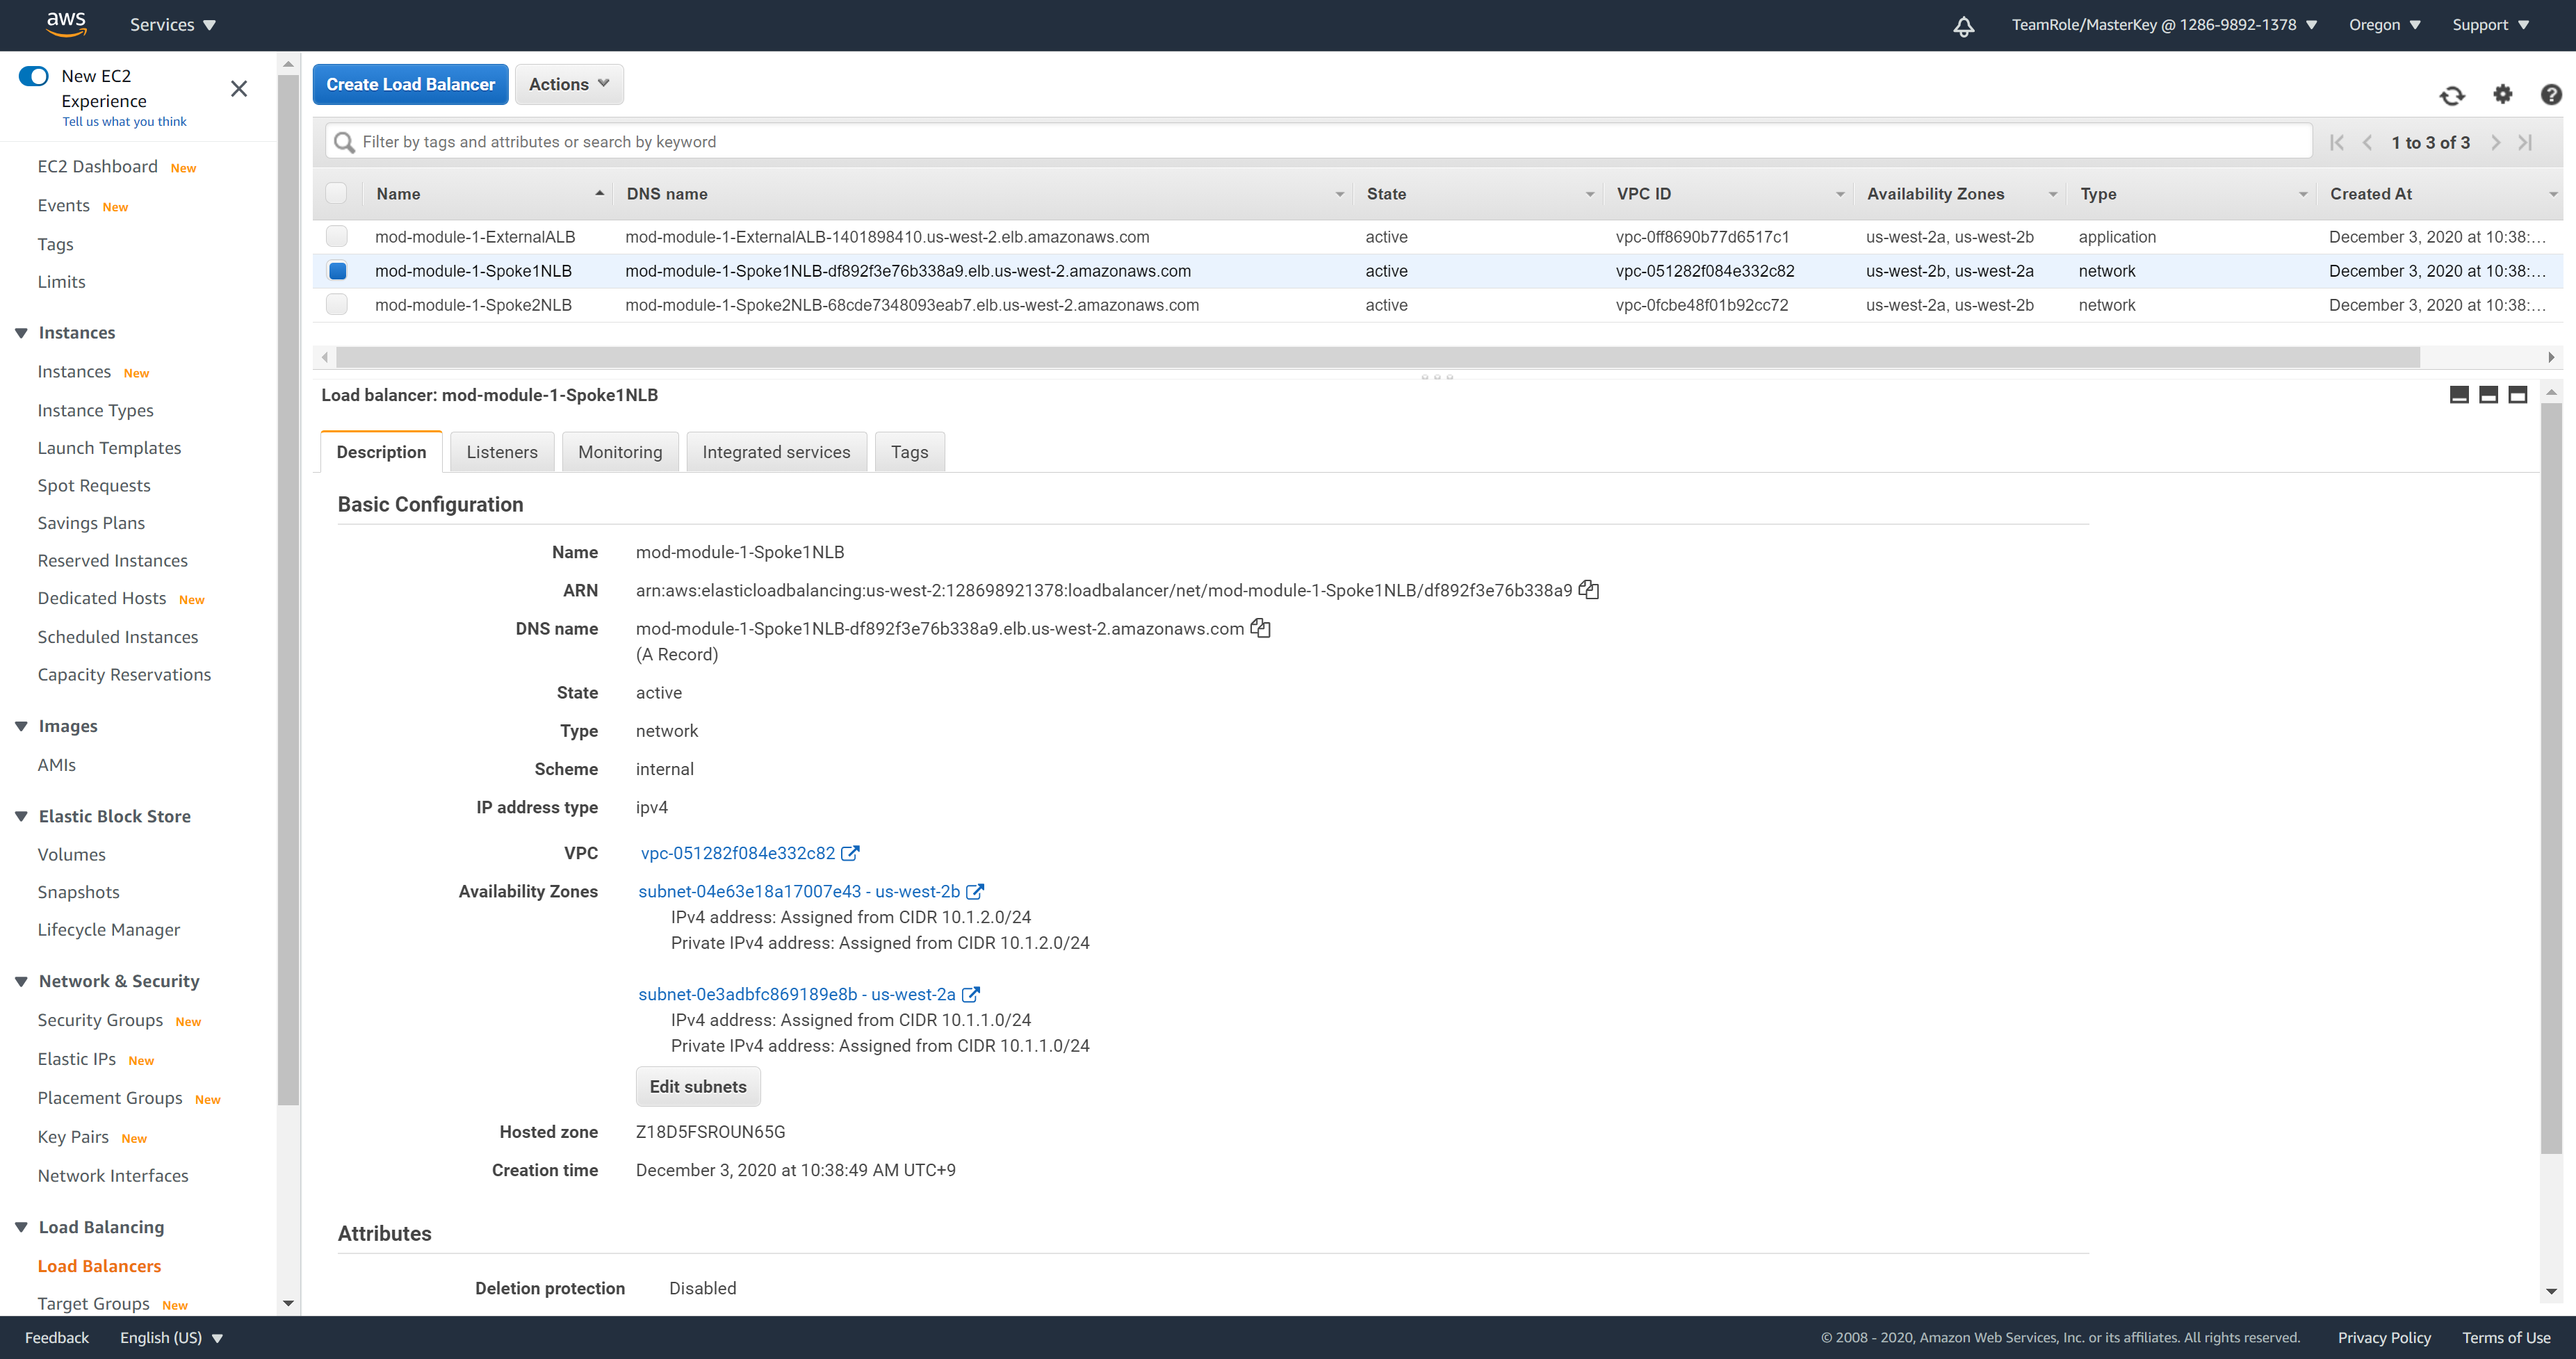 aws
Services
TeamRole/MasterKey @ 1286-9892-1378
Oregon
Support
New EC2
Experience
Tell us what you think
EC2 Dashboard New
Events New
Tags
Limits
Instances
Instances New
Instance Types
Launch Templates
Spot Requests
Savings Plans
Reserved Instances
Dedicated Hosts New
Scheduled Instances
Capacity Reservations
Images
AMIs
Elastic Block Store
Volumes
Snapshots
Lifecycle Manager
Network & Security
Security Groups New
Elastic IPs New
Placement Groups New
Key Pairs New
Network Interfaces
Load Balancing
Load Balancers
Target Groups New
Create Load Balancer Actions
Filter by tags and attributes or search by keyword
1 to 3 of 3
Name DNS name State VPC ID Availability Zones Type Created At
mod-module-1-ExternalALB mod-module-1-ExternalALB-1401898410.us-west-2.elb.amazonaws.com active vpc-0ff8690b77d6517c1 us-west-2a, us-west-2b application December 3, 2020 at 10:38:...
mod-module-1-Spoke1NLB mod-module-1-Spoke1NLB-df892f3e76b338a9.elb.us-west-2.amazonaws.com active vpc-051282f084e332c82 us-west-2b, us-west-2a network December 3, 2020 at 10:38:...
mod-module-1-Spoke2NLB mod-module-1-Spoke2NLB-68cde7348093eab7.elb.us-west-2.amazonaws.com active vpc-0fcbe48f01b92cc72 us-west-2a, us-west-2b network December 3, 2020 at 10:38:...
Load balancer: mod-module-1-Spoke1NLB
Description Listeners Monitoring Integrated services Tags
Basic Configuration
Name mod-module-1-Spoke1NLB
ARN arn:aws:elasticloadbalancing:us-west-2:128698921378:loadbalancer/net/mod-module-1-Spoke1NLB/df892f3e76b338a9
DNS name mod-module-1-Spoke1NLB-df892f3e76b338a9.elb.us-west-2.amazonaws.com
(A Record)
State active
Type network
Scheme internal
IP address type ipv4
VPC vpc-051282f084e332c82
Availability Zones subnet-04e63e18a17007e43 - us-west-2b
IPv4 address: Assigned from CIDR 10.1.2.0/24
Private IPv4 address: Assigned from CIDR 10.1.2.0/24
subnet-0e3adbfc869189e8b - us-west-2a
IPv4 address: Assigned from CIDR 10.1.1.0/24
Private IPv4 address: Assigned from CIDR 10.1.1.0/24
Edit subnets
Hosted zone Z18D5FSROUN65G
Creation time December 3, 2020 at 10:38:49 AM UTC+9
Attributes
Deletion protection Disabled
Feedback English (US)
© 2008 - 2020, Amazon Web Services, Inc. or its affiliates. All rights reserved. Privacy Policy Terms of Use